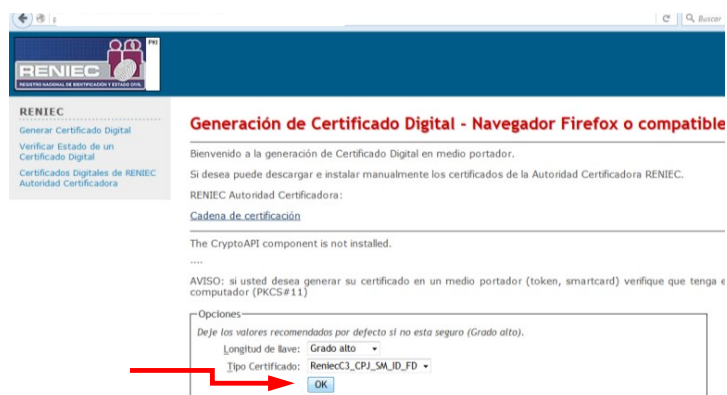 Buscar
PKI
RENIEC
REGISTRO NACIONAL DE IDENTIFICACIÓN Y ESTADO CIVIL
RENIEC
Generar Certificado Digital
Verificar Estado de un
Certificado Digital
Certificados Digitales de RENIEC
Autoridad Certificadora
Generación de Certificado Digital - Navegador Firefox o compatible
Bienvenido a la generación de Certificado Digital en medio portador.
Si desea puede descargar e instalar manualmente los certificados de la Autoridad Certificadora RENIEC.
RENIEC Autoridad Certificadora:
Cadena de certificación
The CryptoAPI component is not installed.
....
AVISO: si usted desea generar su certificado en un medio portador (token, smartcard) verifique que tenga e
computador (PKCS#11)
Opciones
Deje los valores recomendados por defecto si no esta seguro (Grado alto).
Longitud de llave: Grado alto
Tipo Certificado: ReniecC3_CPJ_SM_ID_FD
OK